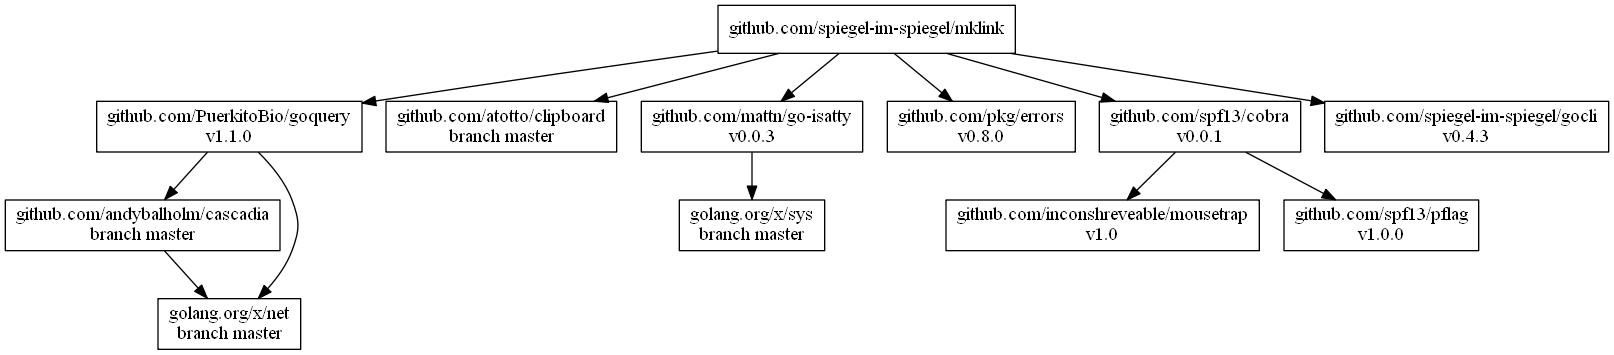 github.com/spiegel-im-spiegel/mklink
github.com/PuerkitoBio/goquery
v1.1.0
github.com/atotto/clipboard
branch master
github.com/mattn/go-isatty
v0.0.3
github.com/pkg/errors
v0.8.0
github.com/spf13/cobra
v0.0.1
github.com/spiegel-im-spiegel/gocli
v0.4.3
github.com/andybalholm/cascadia
branch master
golang.org/x/sys
branch master
github.com/inconshreveable/mousetrap
v1.0
github.com/spf13/pflag
v1.0.0
golang.org/x/net
branch master